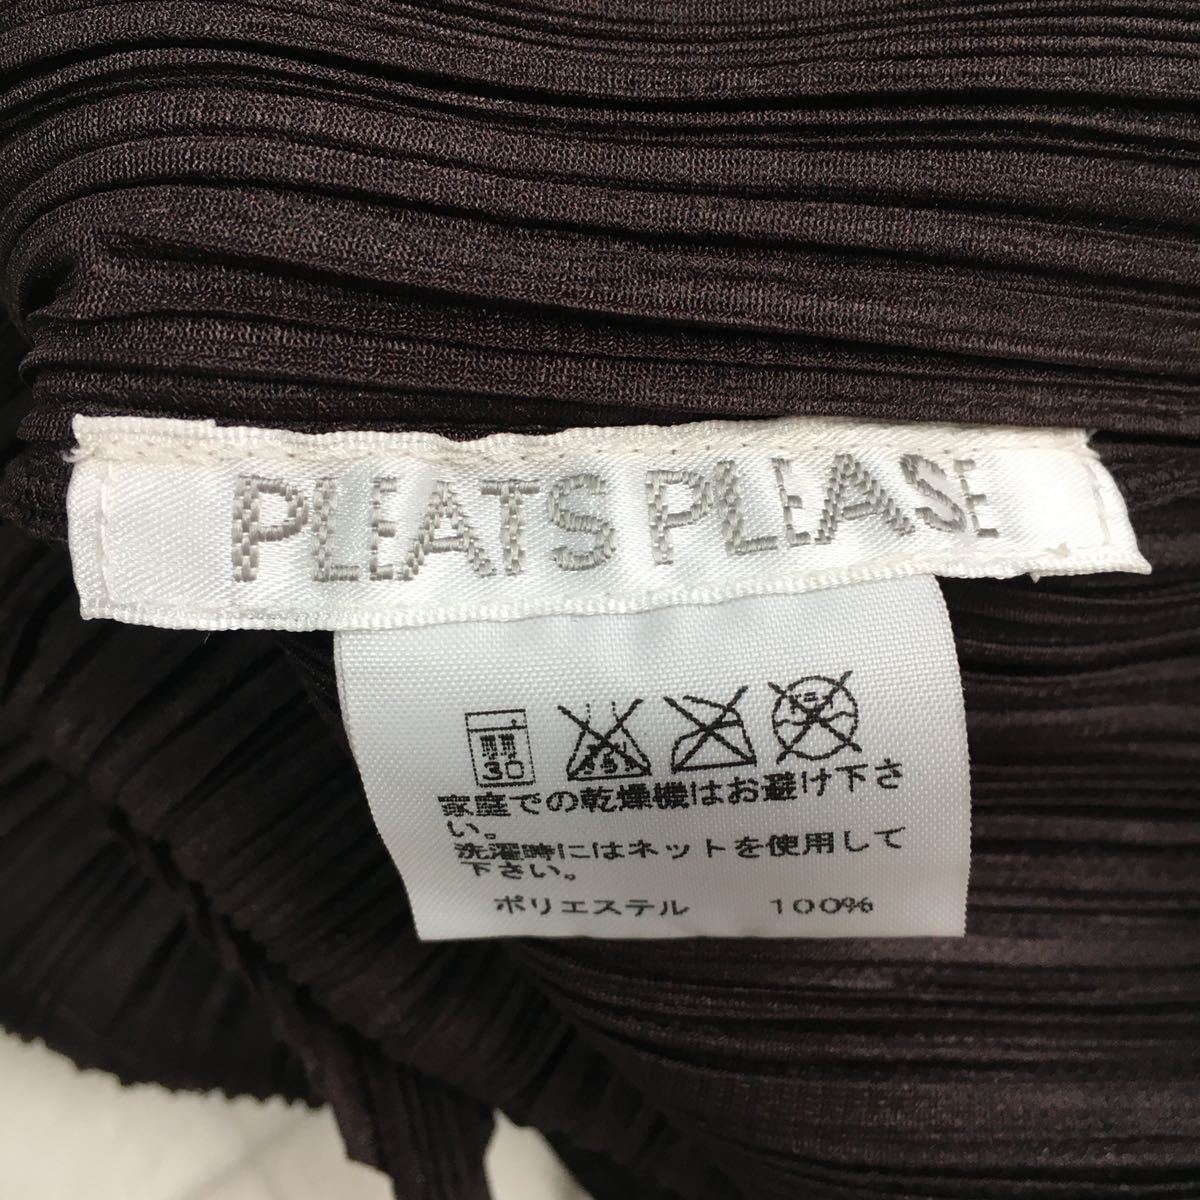 PLEATS PLEASE
弱
30
家庭での乾燥機はお避け下さ
い。
洗濯時にはネットを使用して
下さい。
ポリエステル 100%